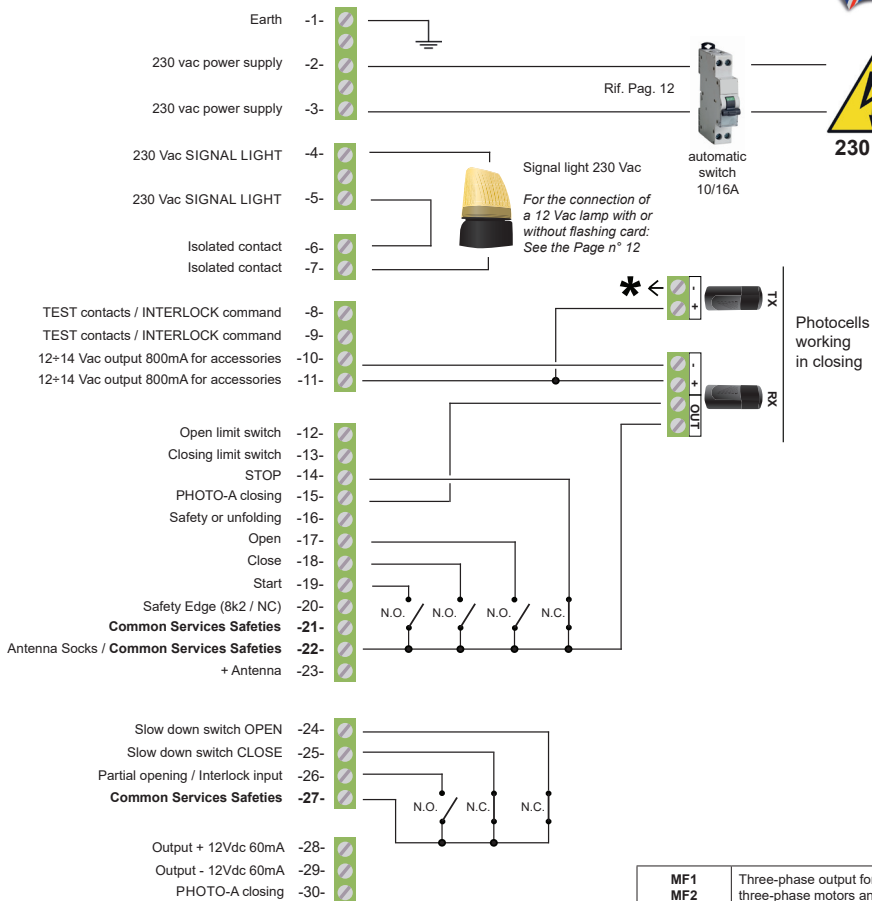 Earth -1-
230 vac power supply -2-
230 vac power supply -3-
Rif. Pag. 12
automatic
switch
10/16A
230
230 Vac SIGNAL LIGHT -4-
230 Vac SIGNAL LIGHT -5-
Isolated contact -6-
Isolated contact -7-
Signal light 230 Vac
For the connection of
a 12 Vac lamp with or
without flashing card:
See the Page n° 12
TEST contacts / INTERLOCK command -8-
TEST contacts / INTERLOCK command -9-
12÷14 Vac output 800mA for accessories -10-
12÷14 Vac output 800mA for accessories -11-
* - + TX
- + OUT RX
Photocells
working
in closing
Open limit switch -12-
Closing limit switch -13-
STOP -14-
PHOTO-A closing -15-
Safety or unfolding -16-
Open -17-
Close -18-
Start -19-
Safety Edge (8k2 / NC) -20-
Common Services Safeties -21-
Antenna Socks / Common Services Safeties -22-
+ Antenna -23-
N.O. N.O. N.O. N.C.
Slow down switch OPEN -24-
Slow down switch CLOSE -25-
Partial opening / Interlock input -26-
Common Services Safeties -27-
N.O. N.C. N.C.
Output + 12Vdc 60mA -28-
Output - 12Vdc 60mA -29-
PHOTO-A closing -30-
MF1 Three-phase output for
MF2 three-phase motors an